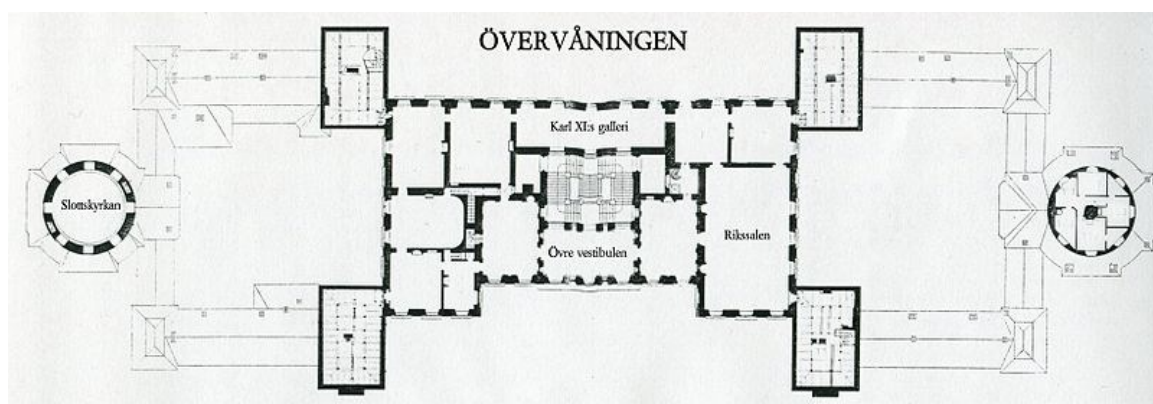 ÖVERVÅNINGEN
Karl XI:s galleri
Slottskyrkan
Rikssalen
Övre vestibulen